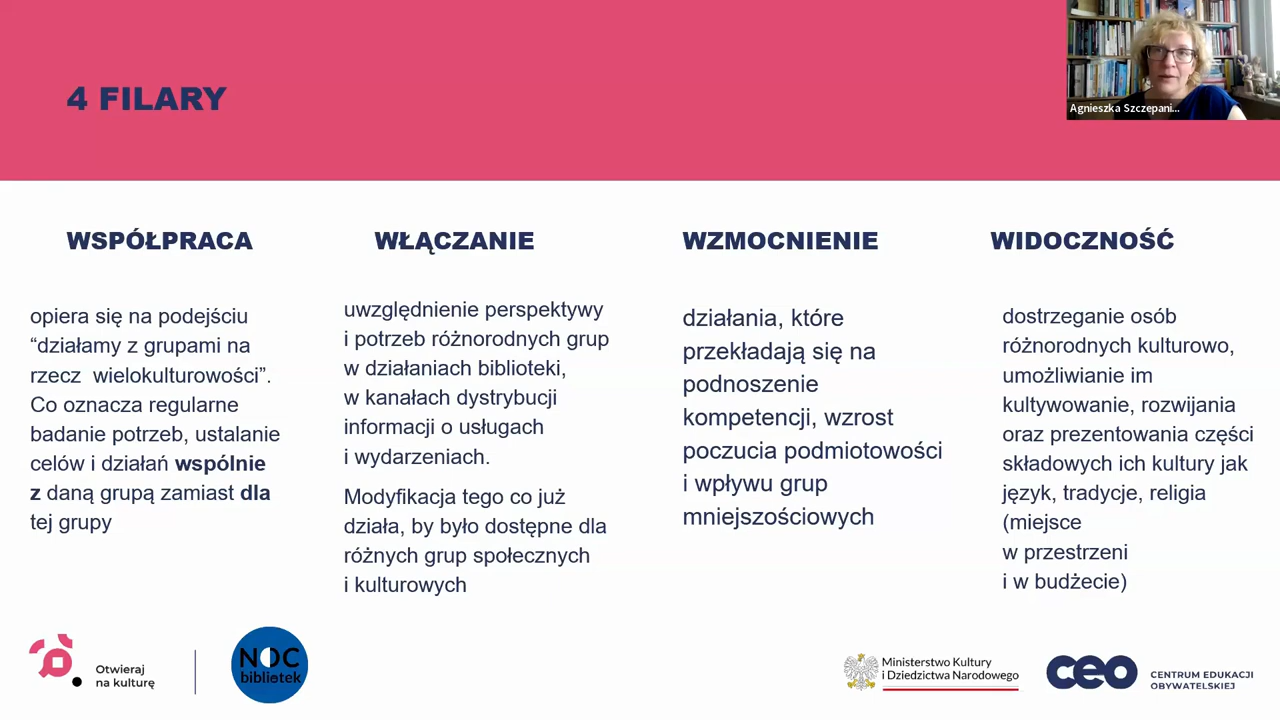 4 FILARY
Agnieszka Szczepani...
WSPÓŁPRACA
opiera się na podejściu
“działamy z grupami na
rzecz wielokulturowości”.
Co oznacza regularne
badanie potrzeb, ustalanie
celów i działań wspólnie
z daną grupą zamiast dla
tej grupy
WŁĄCZANIE
uwzględnienie perspektywy
i potrzeb różnorodnych grup
w działaniach biblioteki,
w kanałach dystrybucji
informacji o usługach
i wydarzeniach.
Modyfikacja tego co już
działa, by było dostępne dla
różnych grup społecznych
i kulturowych
WZMOCNIENIE
działania, które
przekładają się na
podnoszenie
kompetencji, wzrost
poczucia podmiotowości
i wpływu grup
mniejszościowych
WIDOCZNOŚĆ
dostrzeganie osób
różnorodnych kulturowo,
umożliwianie im
kultywowanie, rozwijania
oraz prezentowania części
składowych ich kultury jak
język, tradycje, religia
(miejsce
w przestrzeni
i w budżecie)
Otwieraj
na kulturę
NOC
bibliotek
Ministerstwo Kultury
i Dziedzictwa Narodowego
ceo
CENTRUM EDUKACJI
OBYWATELSKIEJ